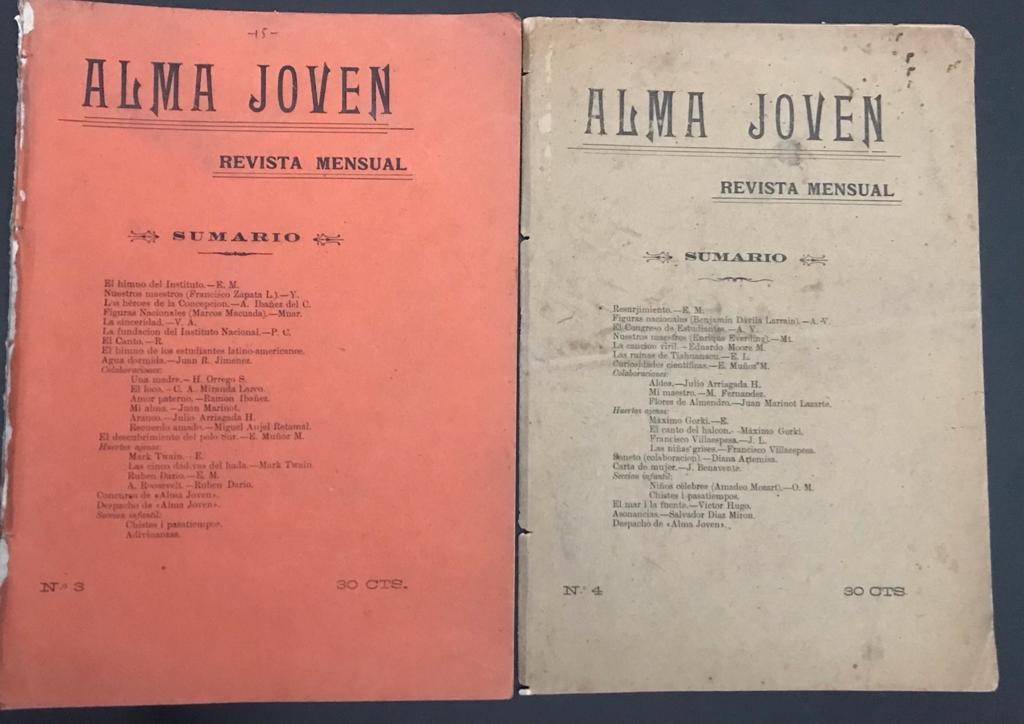 -15-
ALMA JOVEN
REVISTA MENSUAL
SUMARIO
El himno del Instituto.—E. M.
Nuestros maestros (Francisco Zapata L.).—Y.
Los héroes de la Concepcion.—A. Ibañez del C.
Figuras Nacionales (Marcos Macuada).—Muar.
La sinceridad.—V. A.
La fundacion del Instituto Nacional.—P. C.
El Canto.—R.
El himno de los estudiantes latino-americanos.
Agua dormida.—Juan R. Jimenez.
Colaboraciones:
Una madre.—H. Orrego S.
El loco.—C. A. Miranda
Amor paterno.—Ramon Ibañez.
Mi alma.—Juan Marinot.
Arauco.—Julio Arriagada H.
Recuerdo amado.—Miguel Anjel Retamal.
El descubrimiento del polo Sur.—E. Muñoz M.
Huertos ajenos:
Mark Twain.—E.
Las cinco dádivas del hada.—Mark Twain.
Ruben Dario.—E. M.
A. Roosevelt.—Ruben Dario.
Concurso de «Alma Joven».
Despacho de «Alma Joven».
Seccion infantil:
Chistes i pasatiempos.
Adivinanzas.
N.º 3
30 CTS.
ALMA JOVEN
REVISTA MENSUAL
SUMARIO
Resurjimiento.—E. M.
Figuras nacionales (Benjamin Dávila Larrain).—A. V.
El Congreso de Estudiantes.—A. V.
Nuestros maestros (Enrique Everding).—Mt.
La cancion viril.—Eduardo Moore M.
Las ruinas de Tiahuanacu.—E. L.
Curiosidades cientificas.—E. Muñoz M.
Colaboraciones:
Aldea.—Julio Arriagada H.
Mi maestro.—M. Fernandez.
Flores de Almendro.—Juan Marinot Lazarte.
Huertos ajenos:
Máximo Gorki.—E.
El canto del halcon.—Máximo Gorki.
Francisco Villaespesa.—J. L.
Las niñas grises.—Francisco Villaespesa.
Soneto (colaboracion).—Diana Artemisa.
Carta de mujer.—J. Benavente.
Seccion infantil:
Niños célebres (Amadeo Mozart).—O. M.
Chistes i pasatiempos.
El mar i la fuente.—Victor Hugo.
Asonancias.—Salvador Diaz Miron.
Despacho de «Alma Joven».
N.º 4
30 CTS